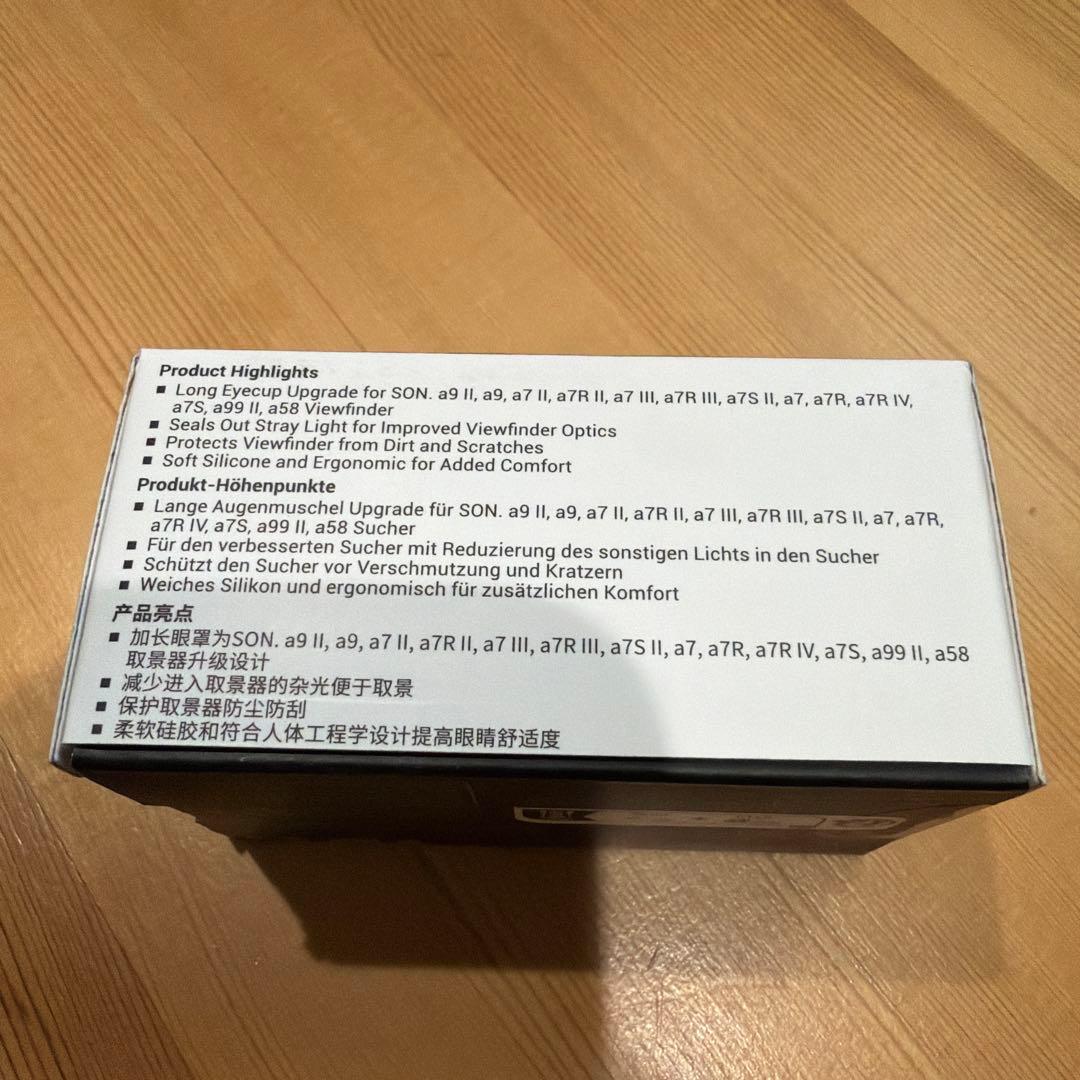 Product Highlights
▪ Long Eyecup Upgrade for SON. a9 II, a9, a7 II, a7R II, a7 III, a7R III, a7S II, a7, a7R, a7R IV,
a7S, a99 II, a58 Viewfinder
▪ Seals Out Stray Light for Improved Viewfinder Optics
▪ Protects Viewfinder from Dirt and Scratches
▪ Soft Silicone and Ergonomic for Added Comfort
Produkt-Höhenpunkte
▪ Lange Augenmuschel Upgrade für SON. a9 II, a9, a7 II, a7R II, a7 III, a7R III, a7S II, a7, a7R,
a7R IV, a7S, a99 II, a58 Sucher
▪ Für den verbesserten Sucher mit Reduzierung des sonstigen Lichts in den Sucher
▪ Schützt den Sucher vor Verschmutzung und Kratzern
▪ Weiches Silikon und ergonomisch für zusätzlichen Komfort
产品亮点
▪ 加长眼罩为SON. a9 II, a9, a7 II, a7R II, a7 III, a7R III, a7S II, a7, a7R, a7R IV, a7S, a99 II, a58
取景器升级设计
▪ 减少进入取景器的杂光便于取景
▪ 保护取景器防尘防刮
▪ 柔软硅胶和符合人体工程学设计提高眼睛舒适度